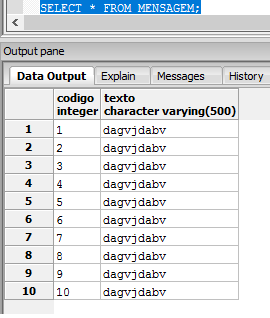 SELECT * FROM MENSAGEM;
Output pane
Data Output Explain Messages History
codigo texto
integer character varying(500)
1 1 dagvjdabv
2 2 dagvjdabv
3 3 dagvjdabv
4 4 dagvjdabv
5 5 dagvjdabv
6 6 dagvjdabv
7 7 dagvjdabv
8 8 dagvjdabv
9 9 dagvjdabv
10 10 dagvjdabv